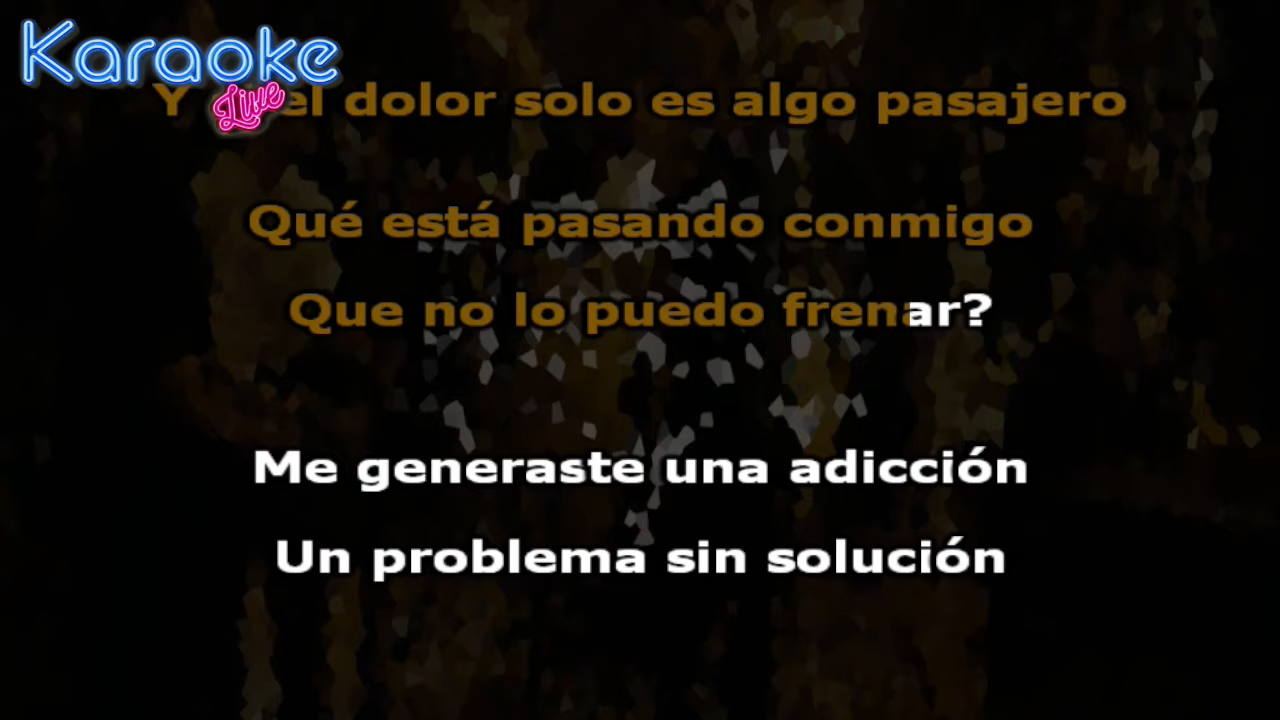 Karaoke
Live
Y el dolor solo es algo pasajero
Qué está pasando conmigo
Que no lo puedo frenar?
Me generaste una adicción
Un problema sin solución